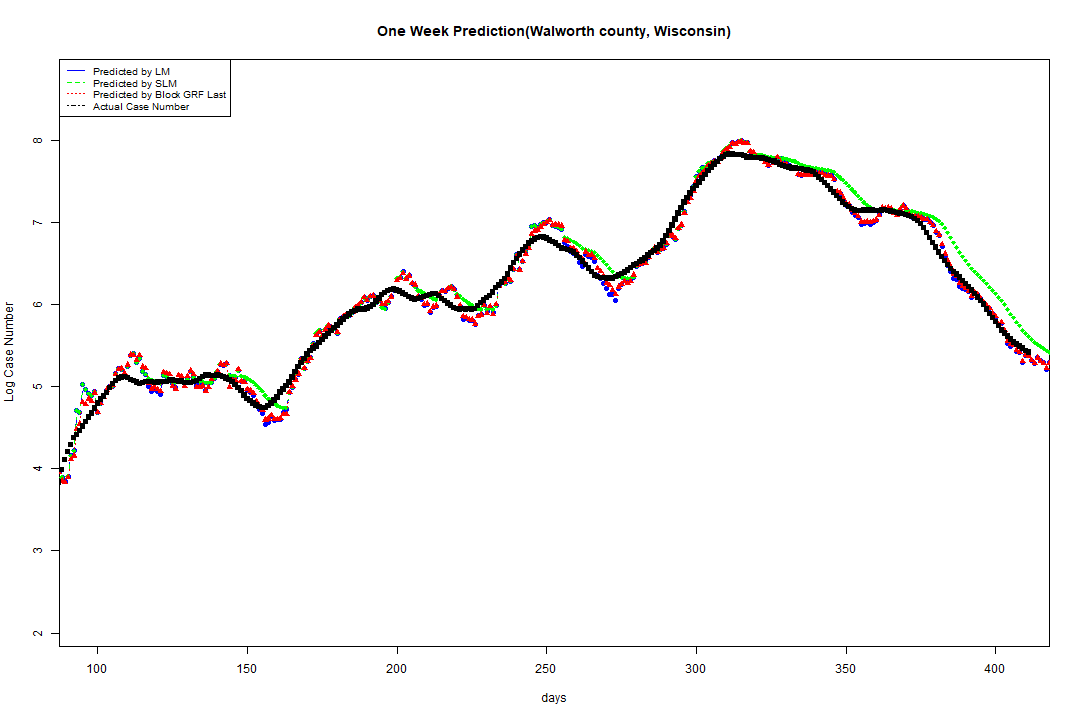 One Week Prediction(Walworth county, Wisconsin)
Predicted by LM
Predicted by SLM
Predicted by Block GRF Last
Actual Case Number
Log Case Number
8
7
6
5
4
3
2
100 150 200 250 300 350 400
days